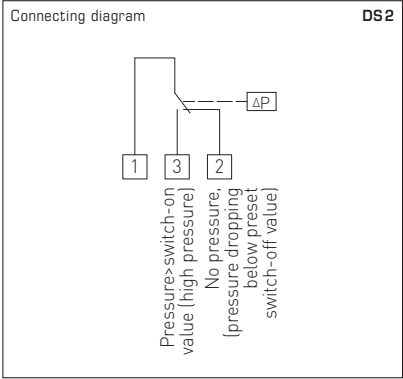 Connecting diagram
DS2
ΔP
1
3
2
Pressure>switch-on
value (high pressure)
No pressure,
(pressure dropping
below preset
switch-off value)